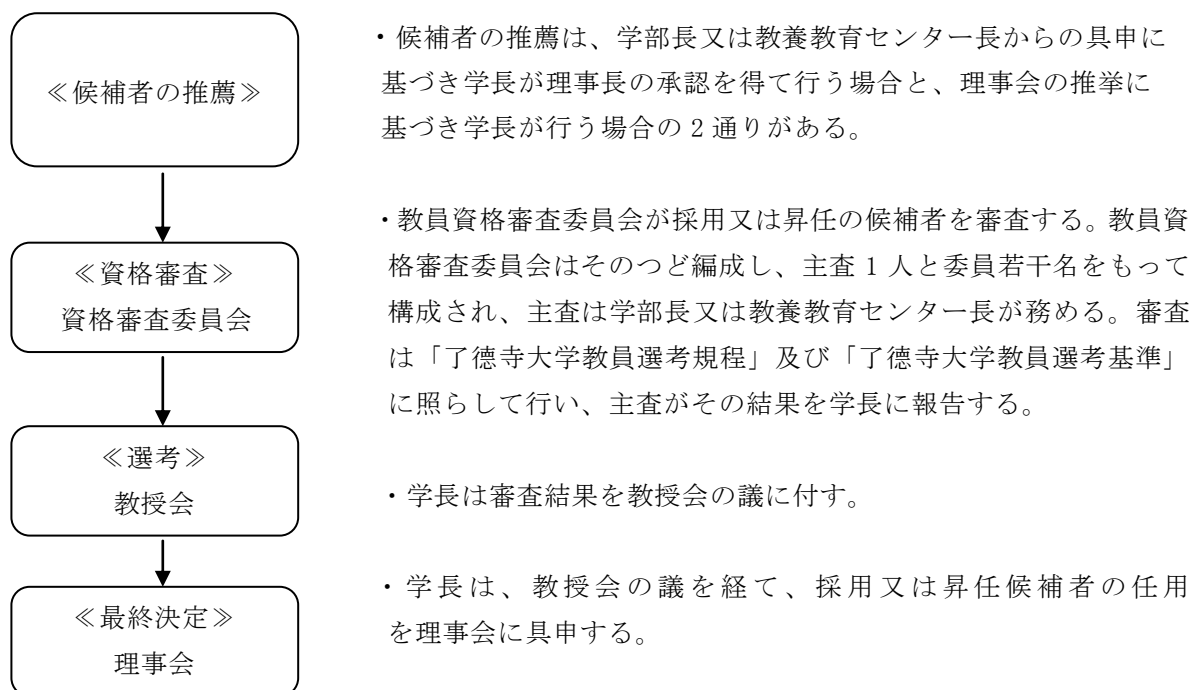 ≪候補者の推薦≫
・候補者の推薦は、学部長又は教養教育センター長からの具申に
基づき学長が理事長の承認を得て行う場合と、理事会の推挙に
基づき学長が行う場合の2通りがある。
≪資格審査≫
資格審査委員会
・教員資格審査委員会が採用又は昇任の候補者を審査する。教員資
格審査委員会はそのつど編成し、主査1人と委員若干名をもって
構成され、主査は学部長又は教養教育センター長が務める。審査
は「了德寺大学教員選考規程」及び「了德寺大学教員選考基準」
に照らして行い、主査がその結果を学長に報告する。
≪選考≫
教授会
・学長は審査結果を教授会の議に付す。
≪最終決定≫
理事会
・学長は、教授会の議を経て、採用又は昇任候補者の任用
を理事会に具申する。